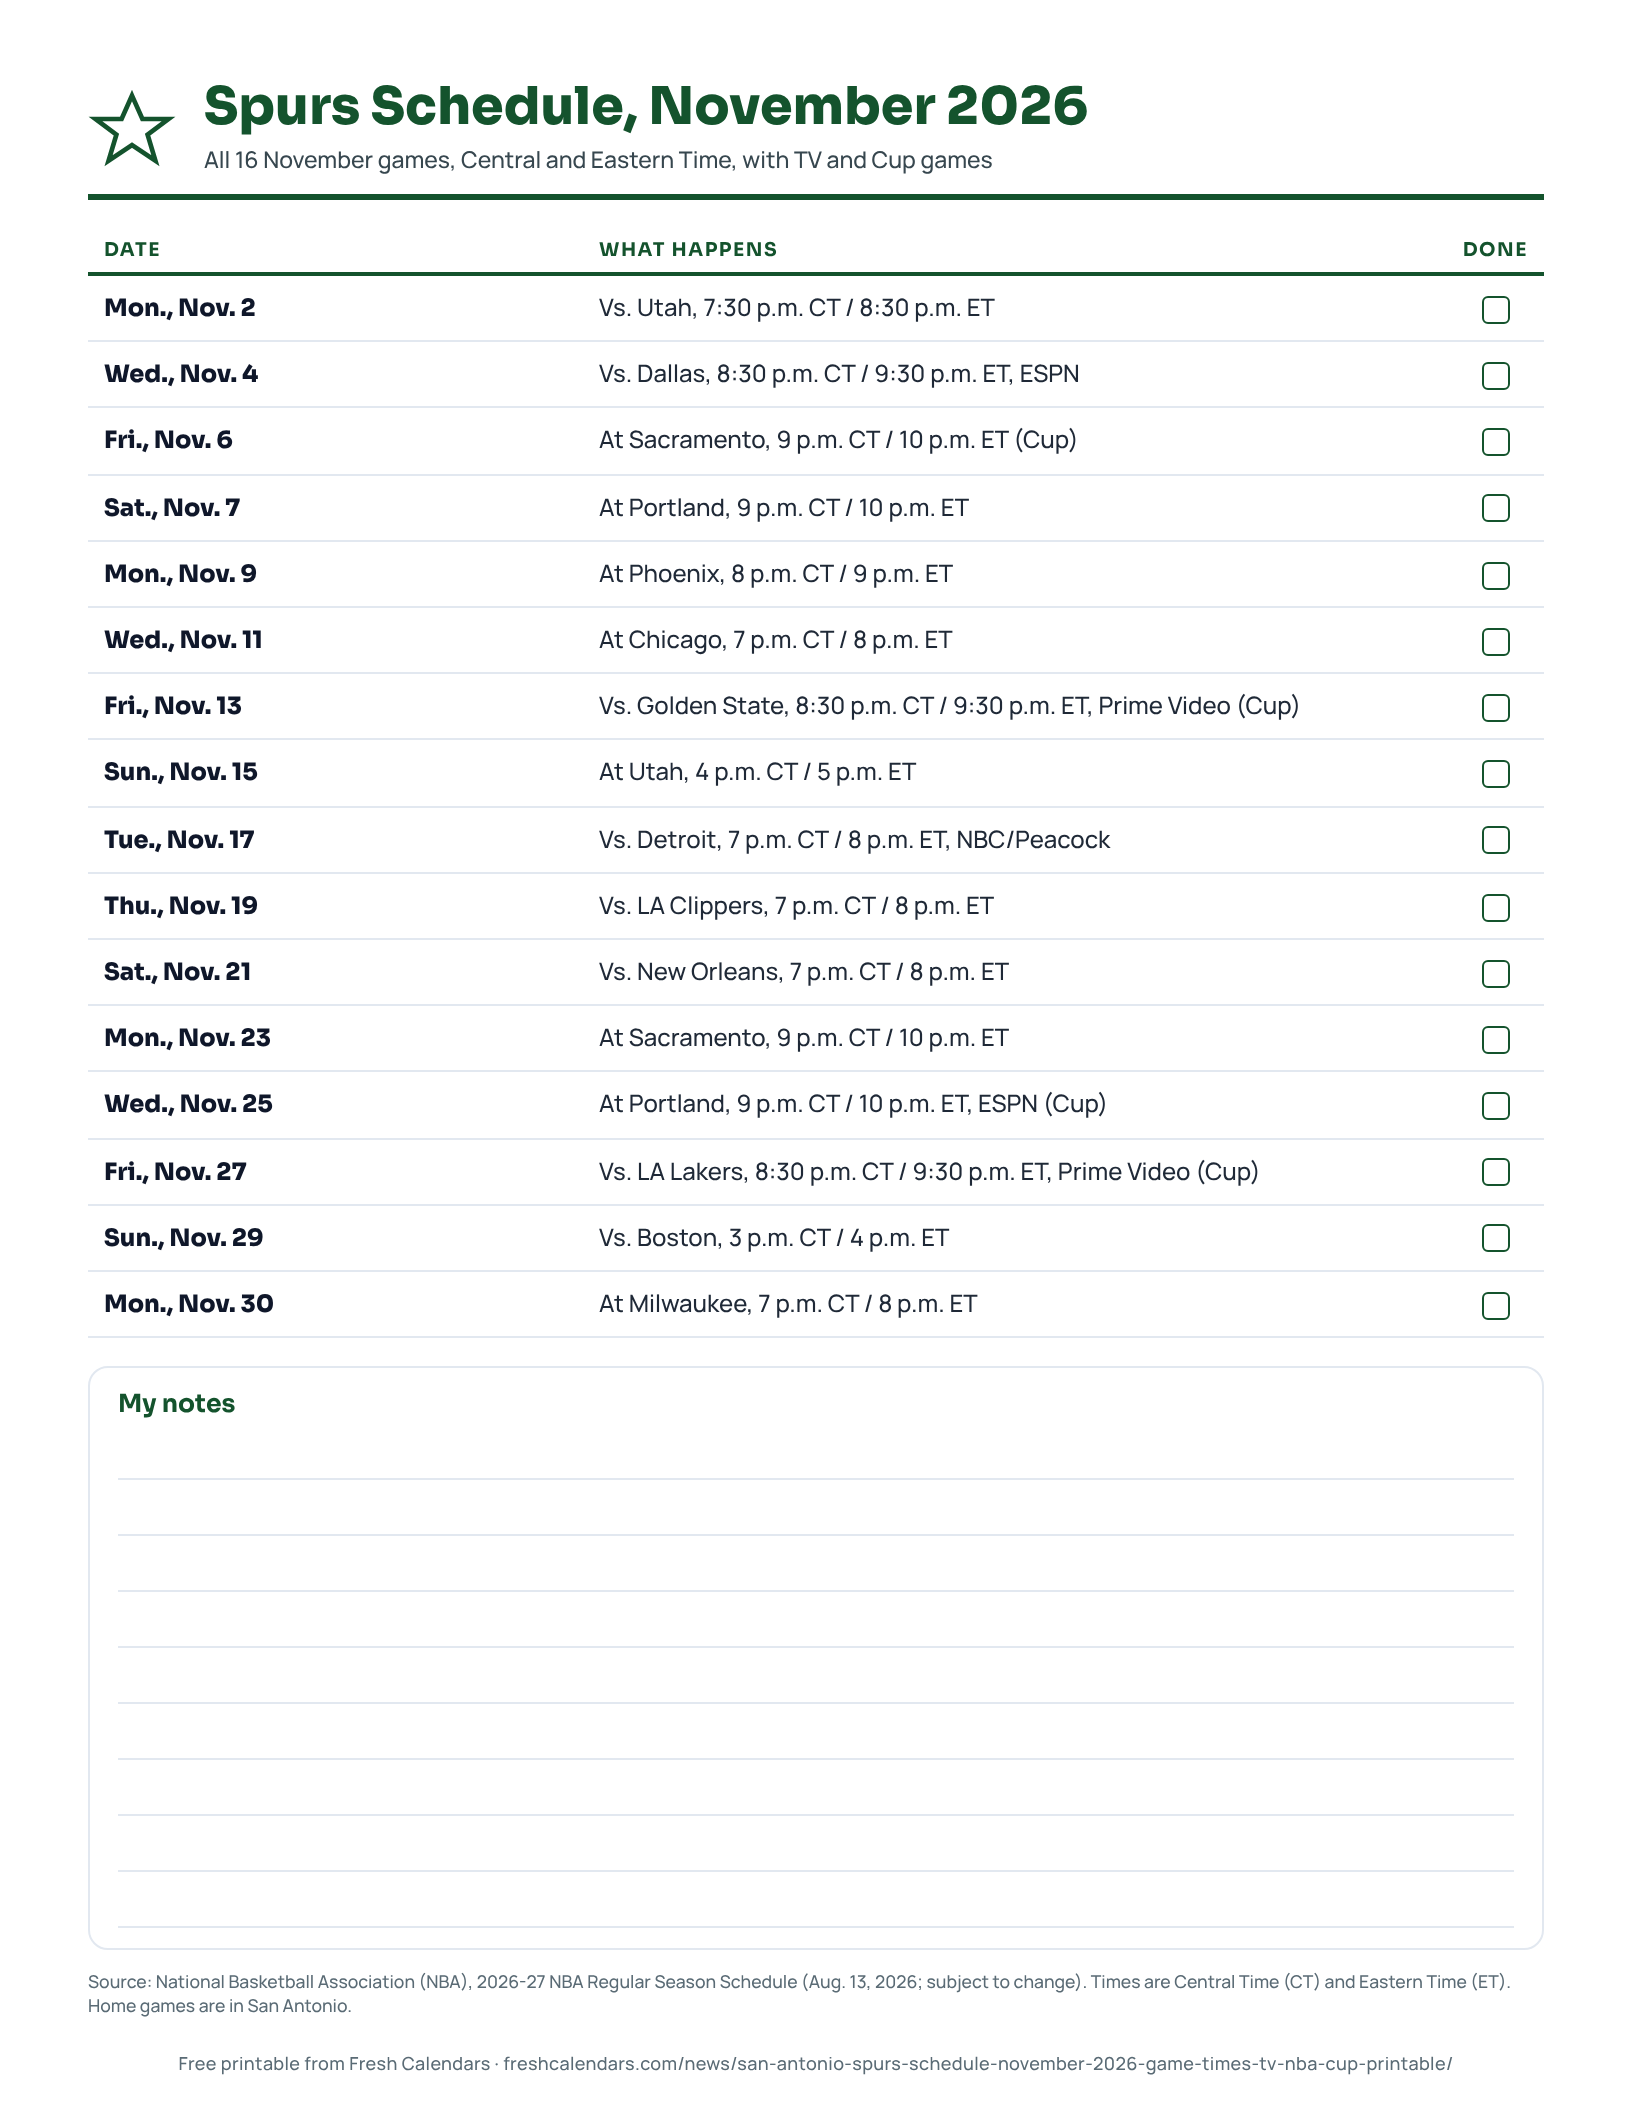 Spurs Schedule, November 2026
All 16 November games, Central and Eastern Time, with TV and Cup games
DATE WHAT HAPPENS DONE
Mon., Nov. 2 Vs. Utah, 7:30 p.m. CT / 8:30 p.m. ET
Wed., Nov. 4 Vs. Dallas, 8:30 p.m. CT / 9:30 p.m. ET, ESPN
Fri., Nov. 6 At Sacramento, 9 p.m. CT / 10 p.m. ET (Cup)
Sat., Nov. 7 At Portland, 9 p.m. CT / 10 p.m. ET
Mon., Nov. 9 At Phoenix, 8 p.m. CT / 9 p.m. ET
Wed., Nov. 11 At Chicago, 7 p.m. CT / 8 p.m. ET
Fri., Nov. 13 Vs. Golden State, 8:30 p.m. CT / 9:30 p.m. ET, Prime Video (Cup)
Sun., Nov. 15 At Utah, 4 p.m. CT / 5 p.m. ET
Tue., Nov. 17 Vs. Detroit, 7 p.m. CT / 8 p.m. ET, NBC/Peacock
Thu., Nov. 19 Vs. LA Clippers, 7 p.m. CT / 8 p.m. ET
Sat., Nov. 21 Vs. New Orleans, 7 p.m. CT / 8 p.m. ET
Mon., Nov. 23 At Sacramento, 9 p.m. CT / 10 p.m. ET
Wed., Nov. 25 At Portland, 9 p.m. CT / 10 p.m. ET, ESPN (Cup)
Fri., Nov. 27 Vs. LA Lakers, 8:30 p.m. CT / 9:30 p.m. ET, Prime Video (Cup)
Sun., Nov. 29 Vs. Boston, 3 p.m. CT / 4 p.m. ET
Mon., Nov. 30 At Milwaukee, 7 p.m. CT / 8 p.m. ET
My notes
Source: National Basketball Association (NBA), 2026-27 NBA Regular Season Schedule (Aug. 13, 2026; subject to change). Times are Central Time (CT) and Eastern Time (ET).
Home games are in San Antonio.
Free printable from Fresh Calendars · freshcalendars.com/news/san-antonio-spurs-schedule-november-2026-game-times-tv-nba-cup-printable/